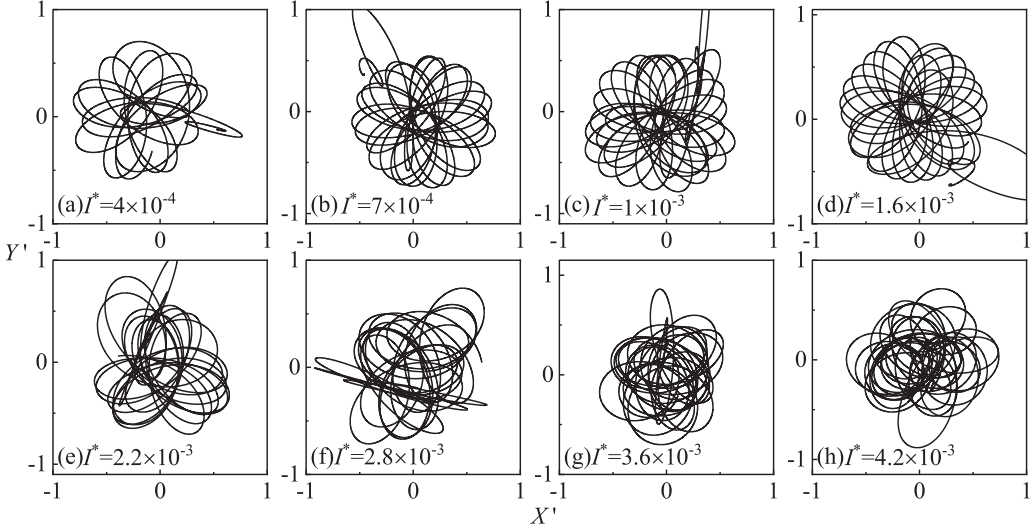 1 1 1 1
0 0 0 0
(a)I*=4×10⁻⁴ (b) I*=7×10⁻⁴ (c) I*=1×10⁻³ (d) I*=1.6×10⁻³
-1 -1 -1 -1
-1 0 1 -1 0 1 -1 0 1 -1 0 1
Y'
1 1 1 1
0 0 0 0
(e)I*=2.2×10⁻³ (f) I*=2.8×10⁻³ (g)I*=3.6×10⁻³ (h)I*=4.2×10⁻³
-1 -1 -1 -1
-1 0 1 -1 0 1 -1 0 1 -1 0 1
X'